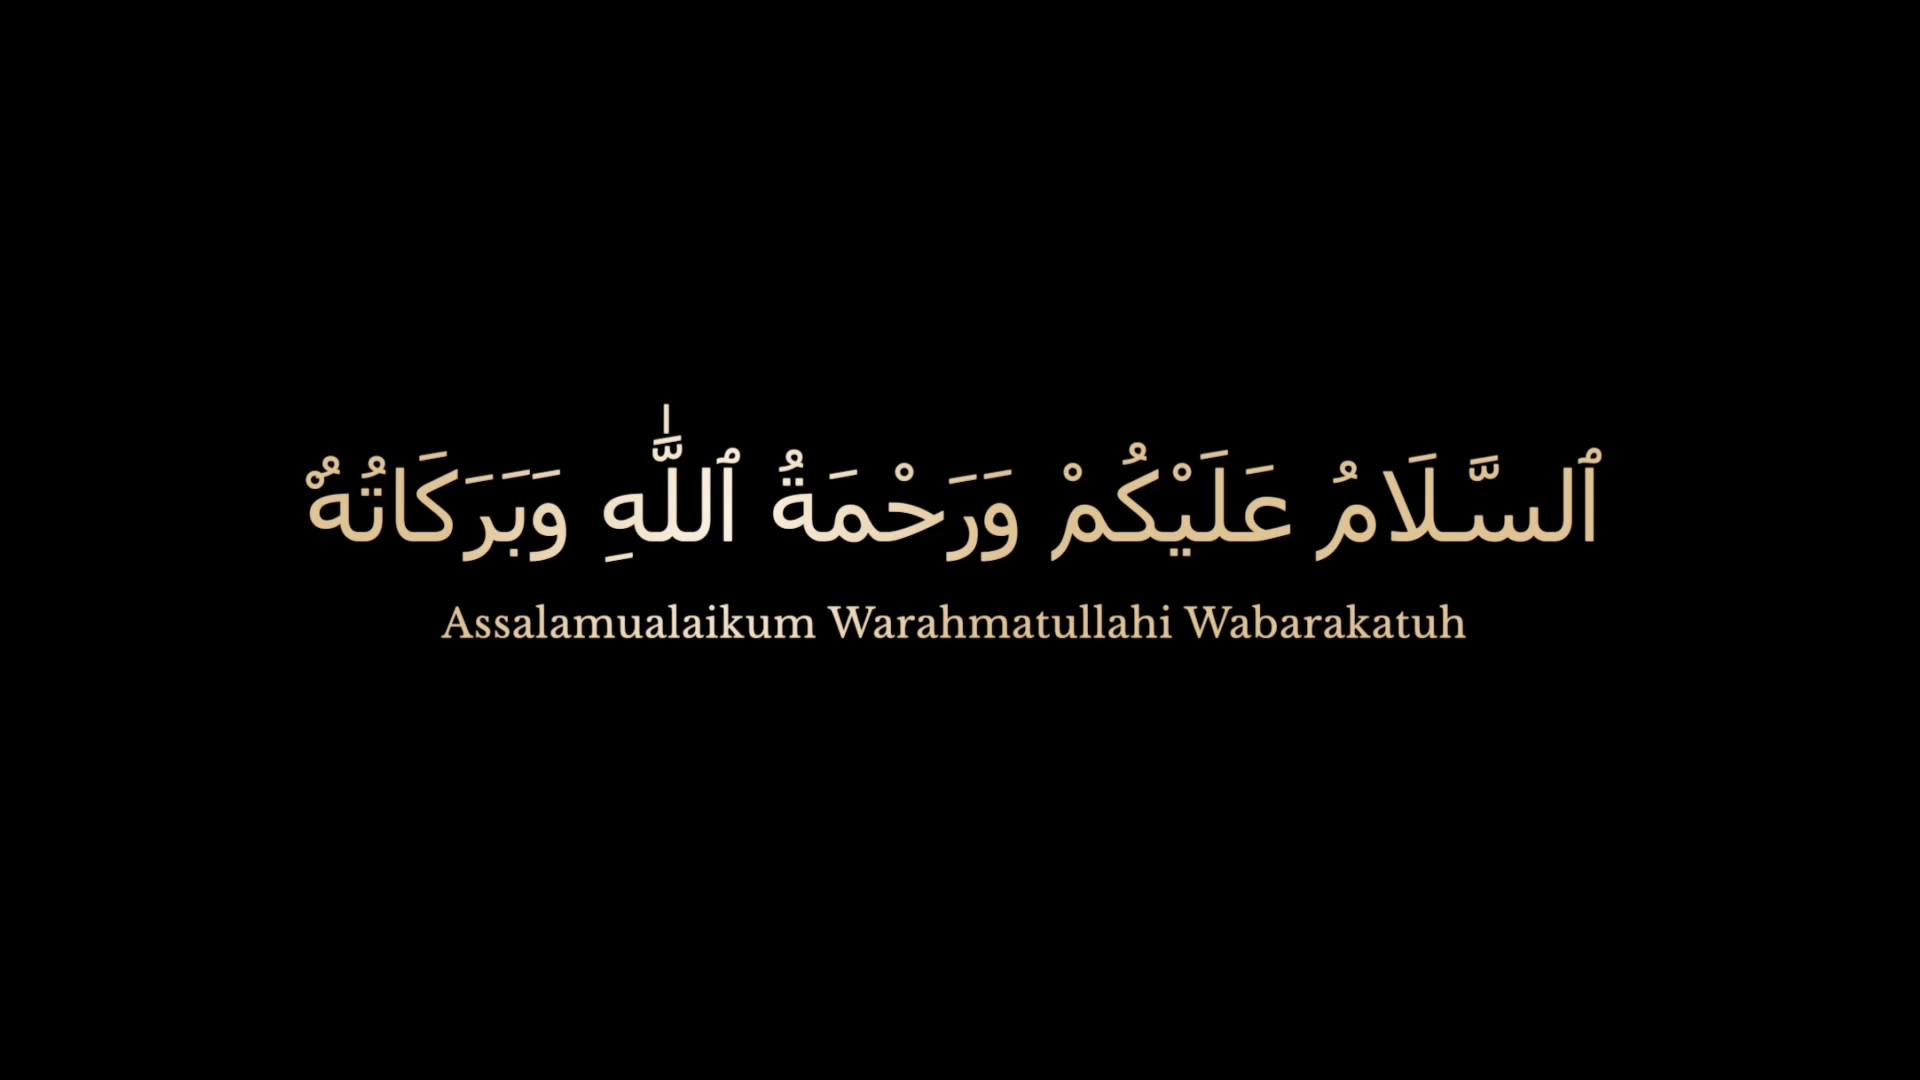 ٱلسَّلَامُ عَلَيْكُمْ وَرَحْمَةُ ٱللَّٰهِ وَبَرَكَاتُهٌ
Assalamualaikum Warahmatullahi Wabarakatuh